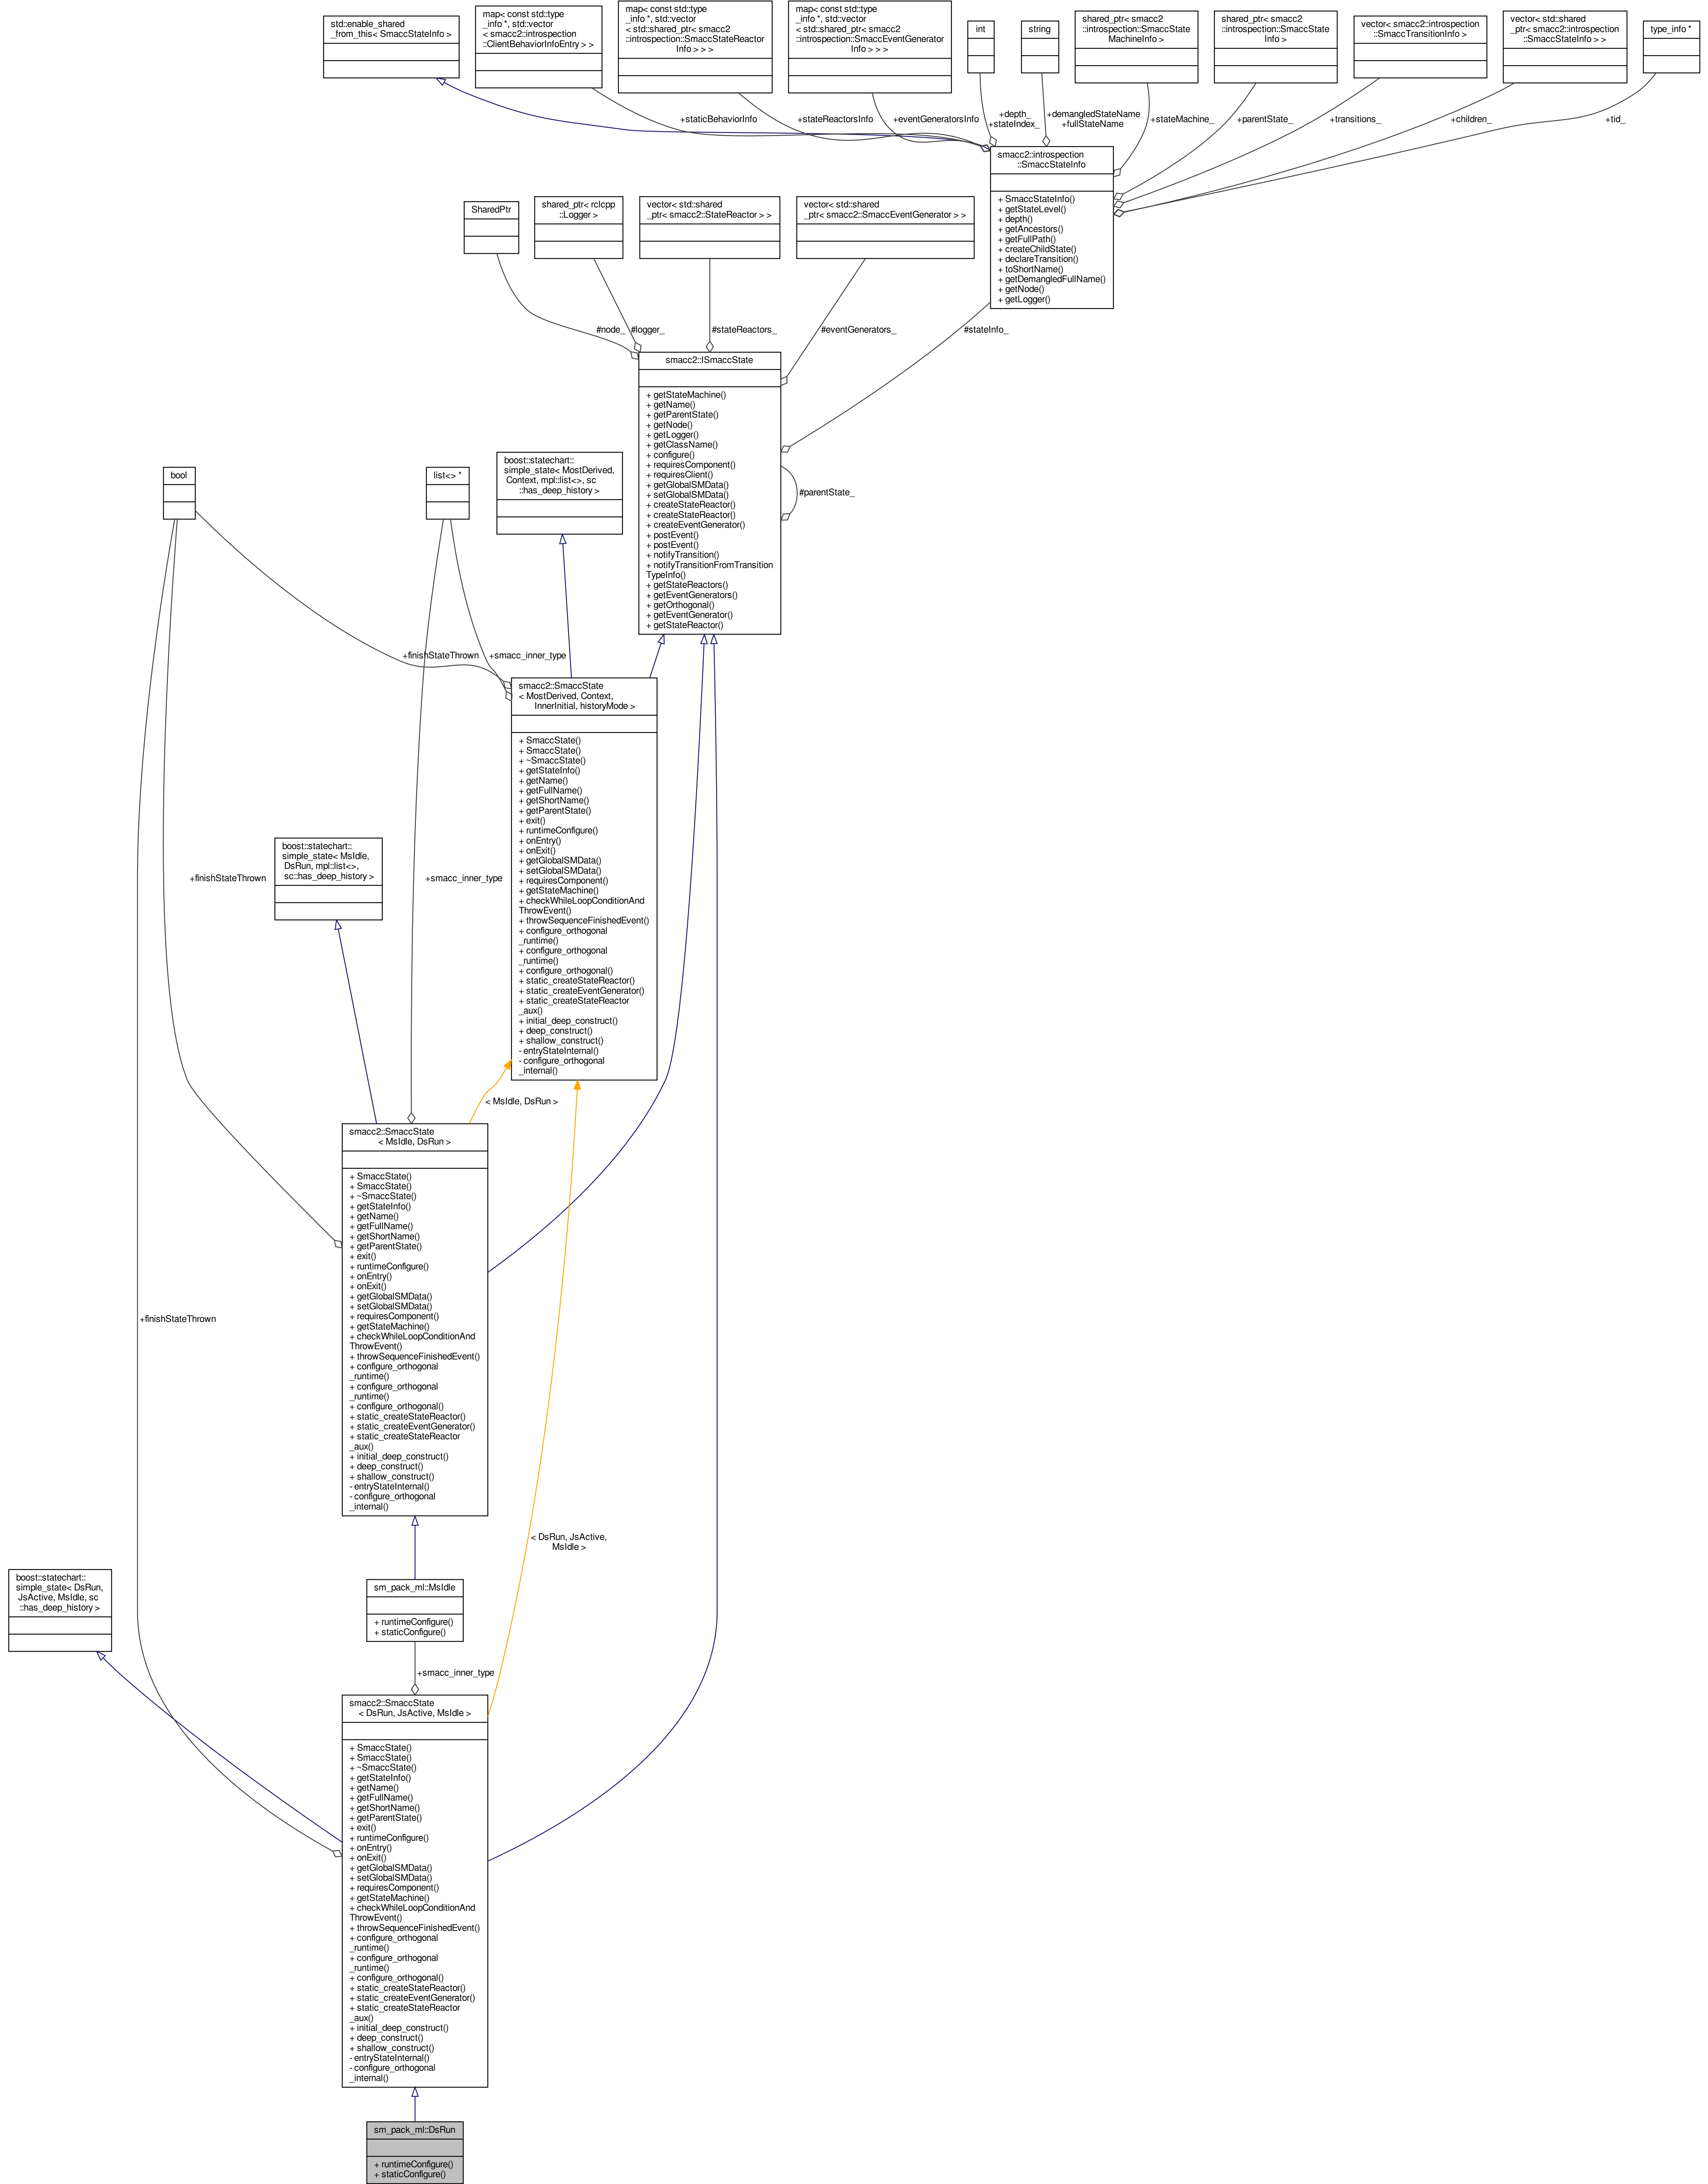 std::enable_shared
_from_this< SmaccStateInfo >
map< const std::type
_info *, std::vector
< smacc2::introspection
::ClientBehaviorInfoEntry > >
map< const std::type
_info *, std::vector
< std::shared_ptr< smacc2
::introspection::SmaccStateReactor
Info > > >
map< const std::type
_info *, std::vector
< std::shared_ptr< smacc2
::introspection::SmaccEventGenerator
Info > > >
int
string
shared_ptr< smacc2
::introspection::SmaccState
MachineInfo >
shared_ptr< smacc2
::introspection::SmaccState
Info >
vector< smacc2::introspection
::SmaccTransitionInfo >
vector< std::shared
_ptr< smacc2::introspection
::SmaccStateInfo > >
type_info *
+staticBehaviorInfo
+stateReactorsInfo
+eventGeneratorsInfo
+depth_
+stateIndex_
+demangledStateName
+fullStateName
+stateMachine_
+parentState_
+transitions_
+children_
+tid_
smacc2::introspection
::SmaccStateInfo
+ SmaccStateInfo()
+ getStateLevel()
+ depth()
+ getAncestors()
+ getFullPath()
+ createChildState()
+ declareTransition()
+ toShortName()
+ getDemangledFullName()
+ getNode()
+ getLogger()
SharedPtr
shared_ptr< rclcpp
::Logger >
vector< std::shared
_ptr< smacc2::StateReactor > >
vector< std::shared
_ptr< smacc2::SmaccEventGenerator > >
#node_
#logger_
#stateReactors_
#eventGenerators_
#stateInfo_
smacc2::ISmaccState
+ getStateMachine()
+ getName()
+ getParentState()
+ getNode()
+ getLogger()
+ getClassName()
+ configure()
+ requiresComponent()
+ requiresClient()
+ getGlobalSMData()
+ setGlobalSMData()
+ createStateReactor()
+ createStateReactor()
+ createEventGenerator()
+ postEvent()
+ postEvent()
+ notifyTransition()
+ notifyTransitionFromTransition
TypeInfo()
+ getStateReactors()
+ getEventGenerators()
+ getOrthogonal()
+ getEventGenerator()
+ getStateReactor()
#parentState_
bool
list<> *
boost::statechart::
simple_state< MostDerived,
Context, mpl::list<>, sc
::has_deep_history >
+finishStateThrown
+smacc_inner_type
smacc2::SmaccState
< MostDerived, Context,
InnerInitial, historyMode >
+ SmaccState()
+ SmaccState()
+ ~SmaccState()
+ getStateInfo()
+ getName()
+ getFullName()
+ getShortName()
+ getParentState()
+ exit()
+ runtimeConfigure()
+ onEntry()
+ onExit()
+ getGlobalSMData()
+ setGlobalSMData()
+ requiresComponent()
+ getStateMachine()
+ checkWhileLoopConditionAnd
ThrowEvent()
+ throwSequenceFinishedEvent()
+ configure_orthogonal
_runtime()
+ configure_orthogonal
_runtime()
+ configure_orthogonal()
+ static_createStateReactor()
+ static_createEventGenerator()
+ static_createStateReactor
_aux()
+ initial_deep_construct()
+ deep_construct()
+ shallow_construct()
- entryStateInternal()
- configure_orthogonal
_internal()
boost::statechart::
simple_state< MsIdle,
DsRun, mpl::list<>,
sc::has_deep_history >
+finishStateThrown
+smacc_inner_type
< MsIdle, DsRun >
smacc2::SmaccState
< MsIdle, DsRun >
+ SmaccState()
+ SmaccState()
+ ~SmaccState()
+ getStateInfo()
+ getName()
+ getFullName()
+ getShortName()
+ getParentState()
+ exit()
+ runtimeConfigure()
+ onEntry()
+ onExit()
+ getGlobalSMData()
+ setGlobalSMData()
+ requiresComponent()
+ getStateMachine()
+ checkWhileLoopConditionAnd
ThrowEvent()
+ throwSequenceFinishedEvent()
+ configure_orthogonal
_runtime()
+ configure_orthogonal
_runtime()
+ configure_orthogonal()
+ static_createStateReactor()
+ static_createEventGenerator()
+ static_createStateReactor
_aux()
+ initial_deep_construct()
+ deep_construct()
+ shallow_construct()
- entryStateInternal()
- configure_orthogonal
_internal()
+finishStateThrown
< DsRun, JsActive,
MsIdle >
boost::statechart::
simple_state< DsRun,
JsActive, MsIdle, sc
::has_deep_history >
sm_pack_ml::MsIdle
+ runtimeConfigure()
+ staticConfigure()
+smacc_inner_type
smacc2::SmaccState
< DsRun, JsActive, MsIdle >
+ SmaccState()
+ SmaccState()
+ ~SmaccState()
+ getStateInfo()
+ getName()
+ getFullName()
+ getShortName()
+ getParentState()
+ exit()
+ runtimeConfigure()
+ onEntry()
+ onExit()
+ getGlobalSMData()
+ setGlobalSMData()
+ requiresComponent()
+ getStateMachine()
+ checkWhileLoopConditionAnd
ThrowEvent()
+ throwSequenceFinishedEvent()
+ configure_orthogonal
_runtime()
+ configure_orthogonal
_runtime()
+ configure_orthogonal()
+ static_createStateReactor()
+ static_createEventGenerator()
+ static_createStateReactor
_aux()
+ initial_deep_construct()
+ deep_construct()
+ shallow_construct()
- entryStateInternal()
- configure_orthogonal
_internal()
sm_pack_ml::DsRun
+ runtimeConfigure()
+ staticConfigure()